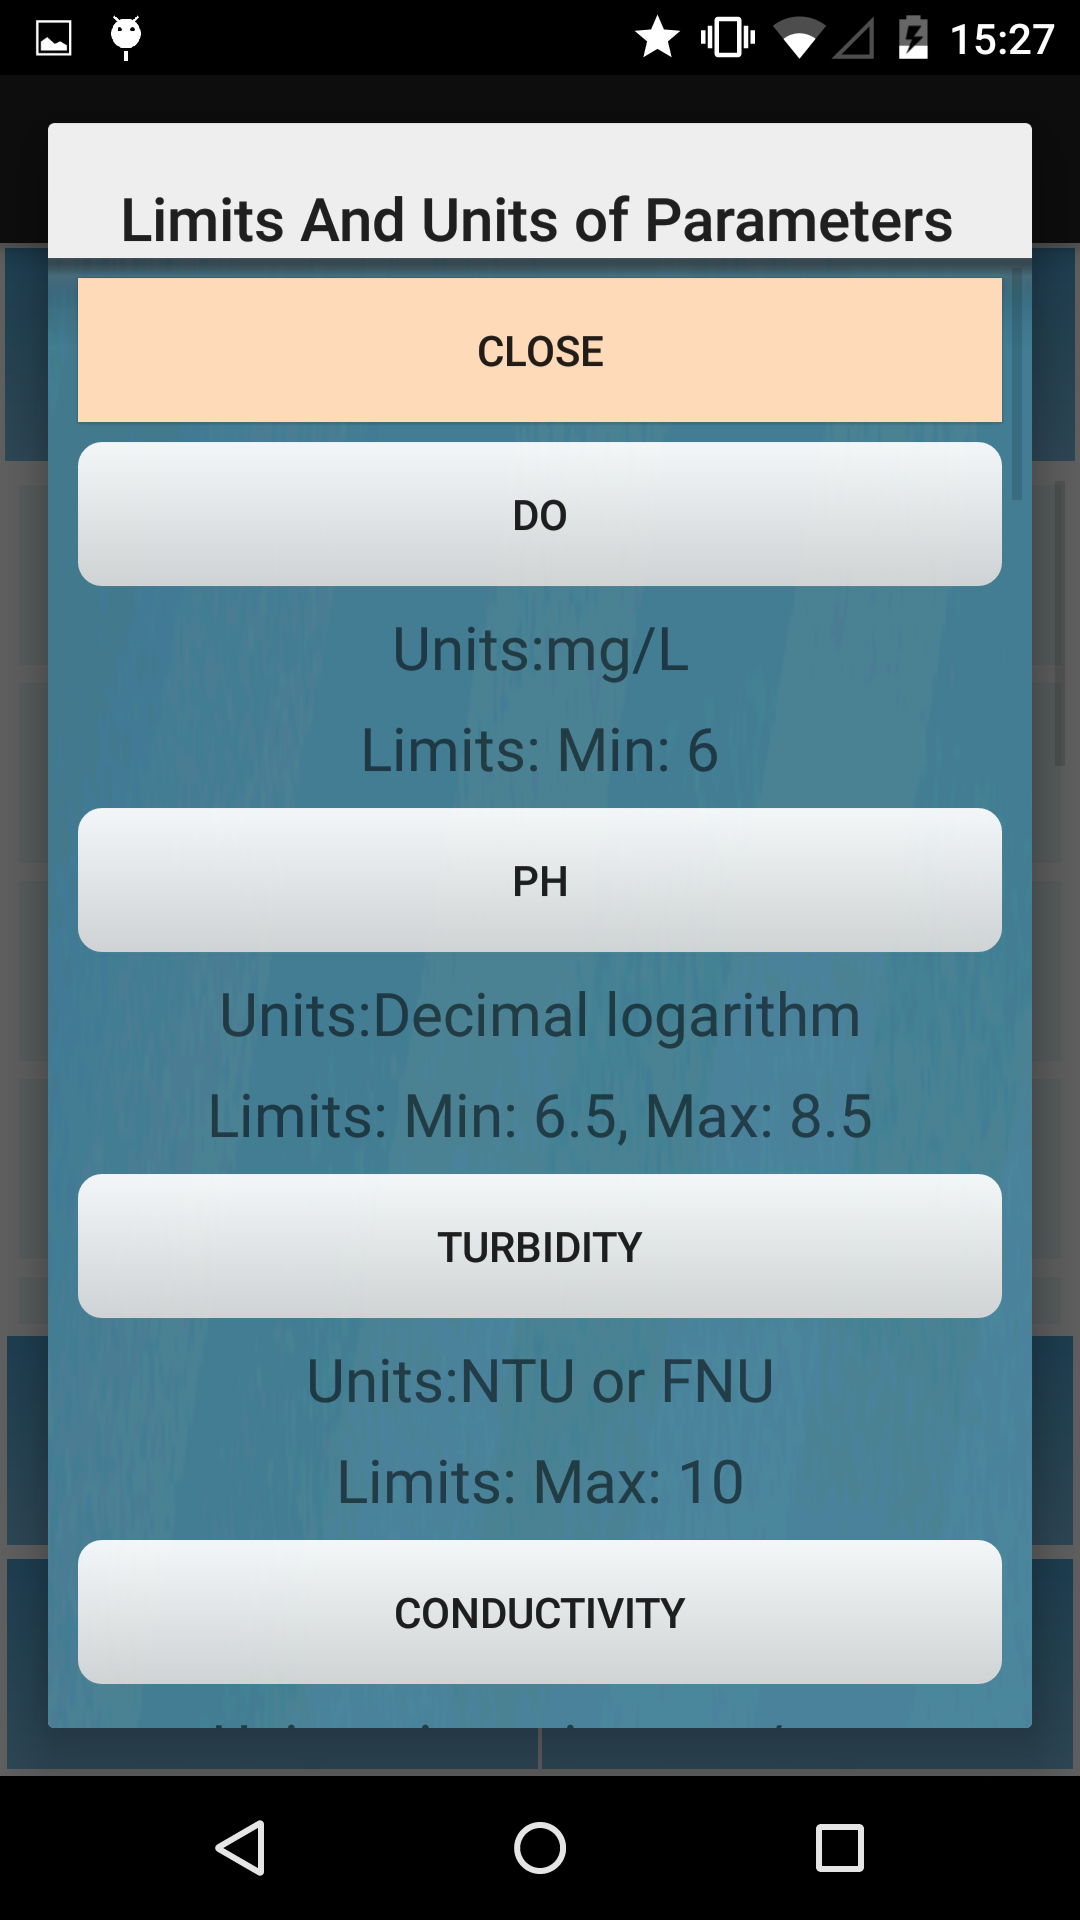 15:27
Limits And Units of Parameters
CLOSE
DO
Units:mg/L
Limits: Min: 6
PH
Units:Decimal logarithm
Limits: Min: 6.5, Max: 8.5
TURBIDITY
Units:NTU or FNU
Limits: Max: 10
CONDUCTIVITY